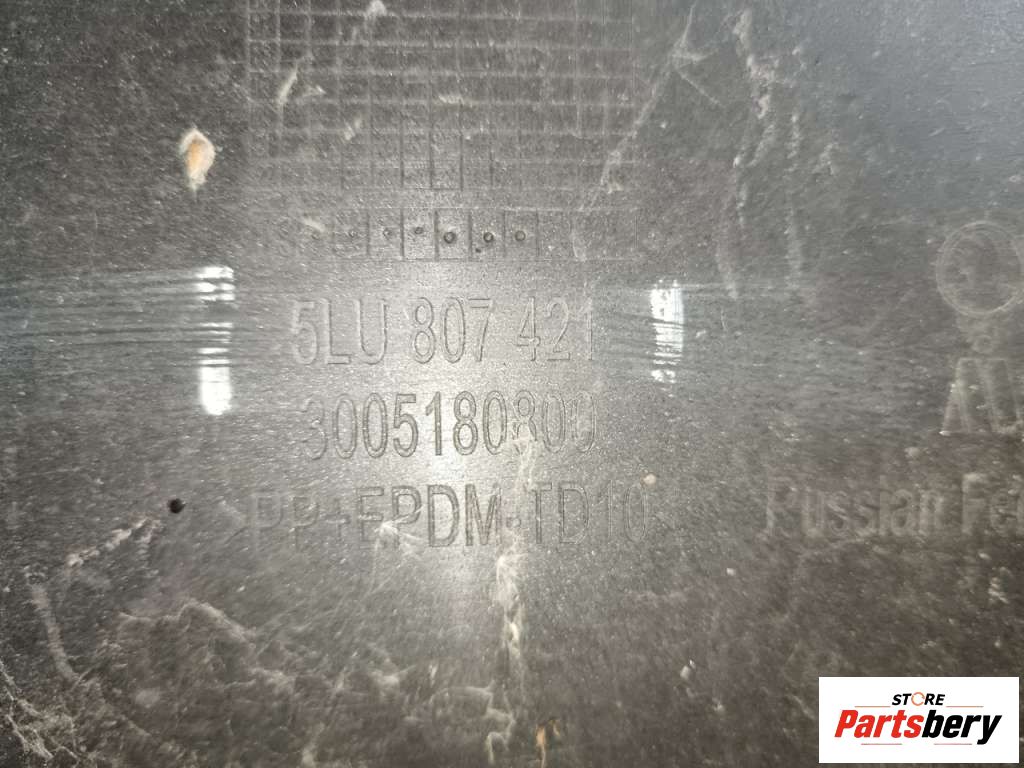 5LU 807 421
3005180800
>PP+EPDM-TD10<
Russian Fe
STORE
Partsbery